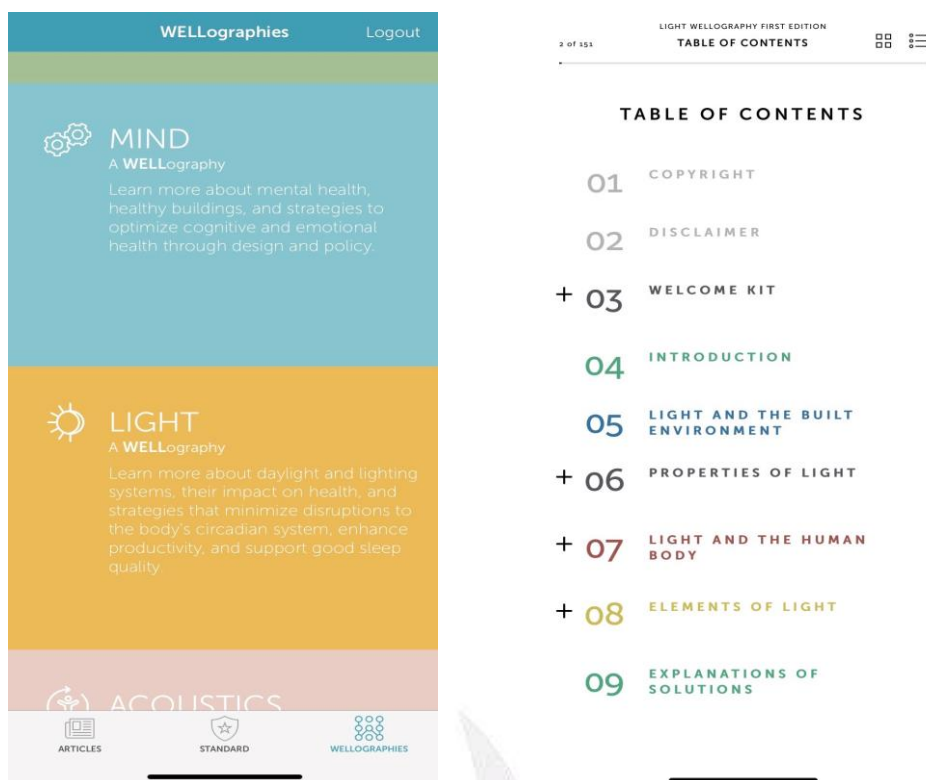 WELLographies
Logout
MIND
A WELLography
Learn more about mental health,
healthy buildings, and strategies to
optimize cognitive and emotional
health through design and policy.
LIGHT
A WELLography
Learn more about daylight and lighting
systems, their impact on health, and
strategies that minimize disruptions to
the body's circadian system, enhance
productivity, and support good sleep
quality.
ACOUSTICS
ARTICLES
STANDARD
WELLOGRAPHIES
LIGHT WELLOGRAPHY FIRST EDITION
2 of 151
TABLE OF CONTENTS
TABLE OF CONTENTS
01 COPYRIGHT
02 DISCLAIMER
+ 03 WELCOME KIT
04 INTRODUCTION
05 LIGHT AND THE BUILT
ENVIRONMENT
+ 06 PROPERTIES OF LIGHT
+ 07 LIGHT AND THE HUMAN
BODY
+ 08 ELEMENTS OF LIGHT
09 EXPLANATIONS OF
SOLUTIONS